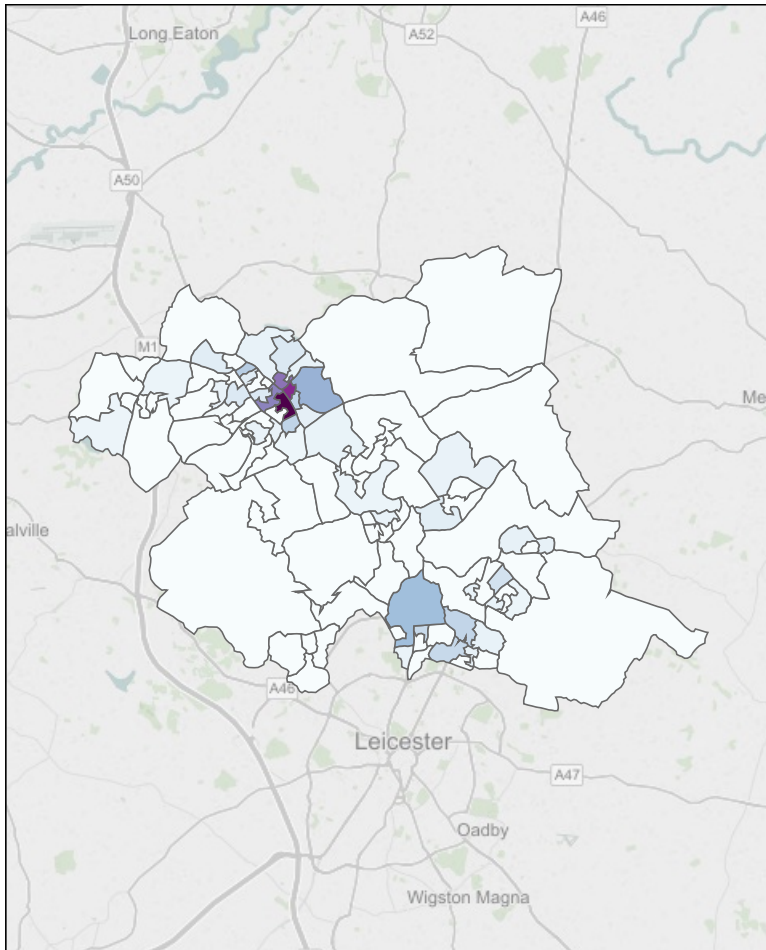 Long Eaton
A52
A46
A50
M1
Me
alville
A46
Leicester
A47
Oadby
Wigston Magna